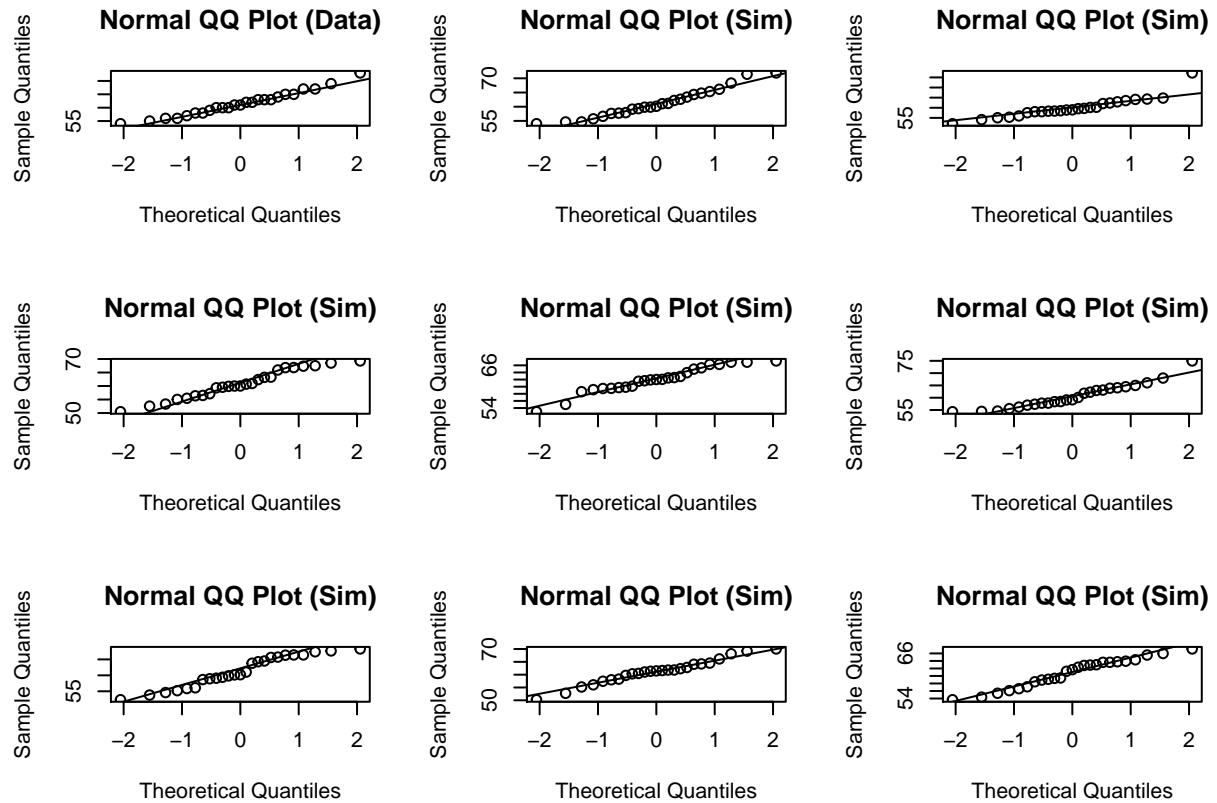 Normal QQ Plot (Data)
Sample Quantiles
55
−2 −1 0 1 2
Theoretical Quantiles
Normal QQ Plot (Sim)
Sample Quantiles
55 70
−2 −1 0 1 2
Theoretical Quantiles
Normal QQ Plot (Sim)
Sample Quantiles
55
−2 −1 0 1 2
Theoretical Quantiles
Normal QQ Plot (Sim)
Sample Quantiles
50 70
−2 −1 0 1 2
Theoretical Quantiles
Normal QQ Plot (Sim)
Sample Quantiles
54 66
−2 −1 0 1 2
Theoretical Quantiles
Normal QQ Plot (Sim)
Sample Quantiles
55 75
−2 −1 0 1 2
Theoretical Quantiles
Normal QQ Plot (Sim)
Sample Quantiles
55
−2 −1 0 1 2
Theoretical Quantiles
Normal QQ Plot (Sim)
Sample Quantiles
50 70
−2 −1 0 1 2
Theoretical Quantiles
Normal QQ Plot (Sim)
Sample Quantiles
54 66
−2 −1 0 1 2
Theoretical Quantiles